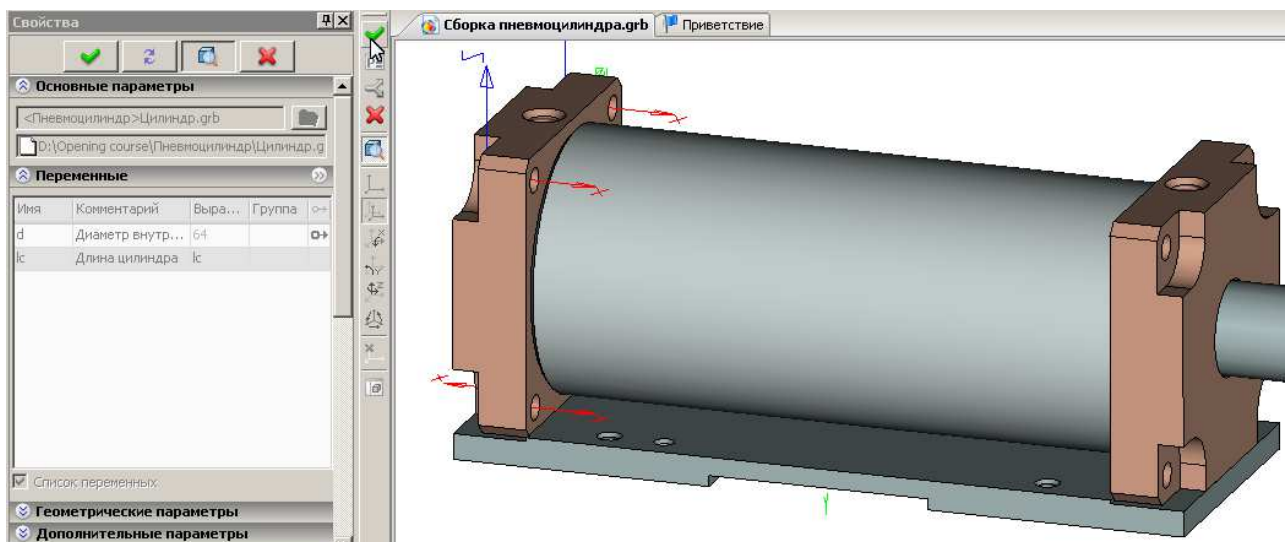 Свойства
Сборка пневмоцилиндра.grb
Приветствие
Основные параметры
<Пневмоцилиндр>Цилиндр.grb
D:\Opening course\Пневмоцилиндр\Цилиндр.g
Переменные
Имя Комментарий Выра... Группа
d Диаметр внутр... 64
lc Длина цилиндра lc
Список переменных
Геометрические параметры
Дополнительные параметры
X
X
X
Y